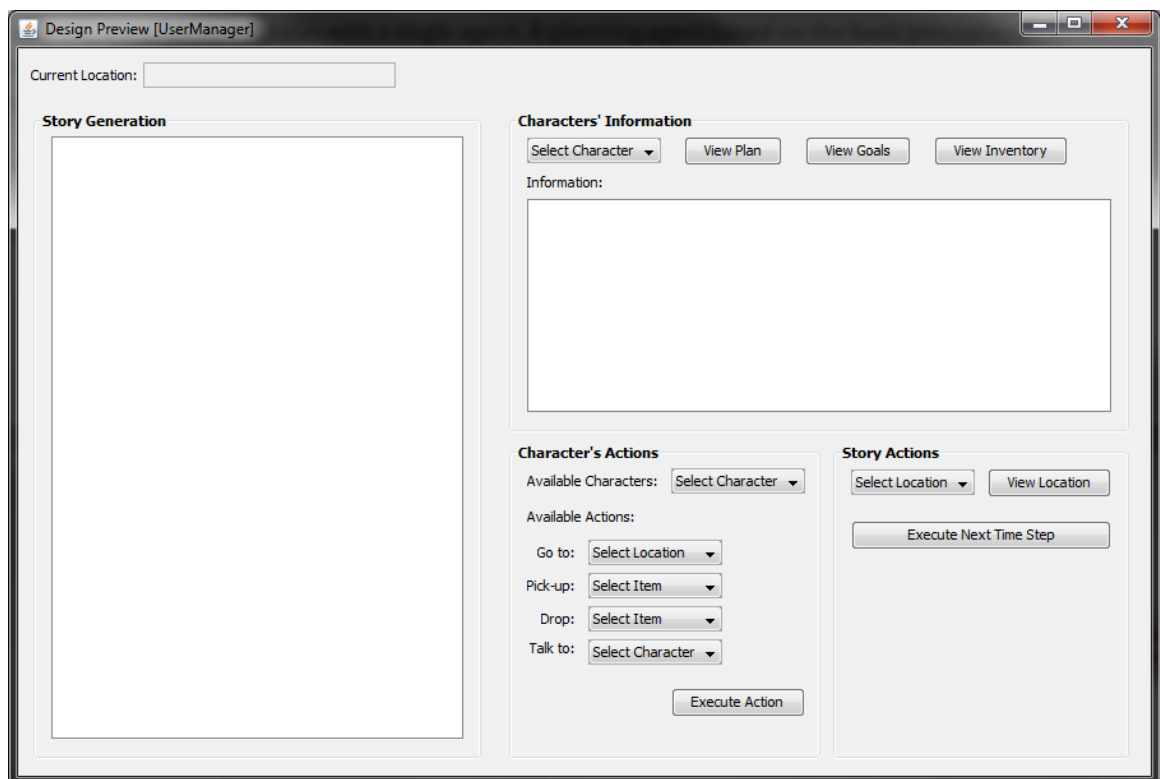 Design Preview [UserManager]
Current Location:
Story Generation
Characters' Information
Select Character View Plan View Goals View Inventory
Information:
Character's Actions
Available Characters: Select Character
Available Actions:
Go to: Select Location
Pick-up: Select Item
Drop: Select Item
Talk to: Select Character
Execute Action
Story Actions
Select Location View Location
Execute Next Time Step